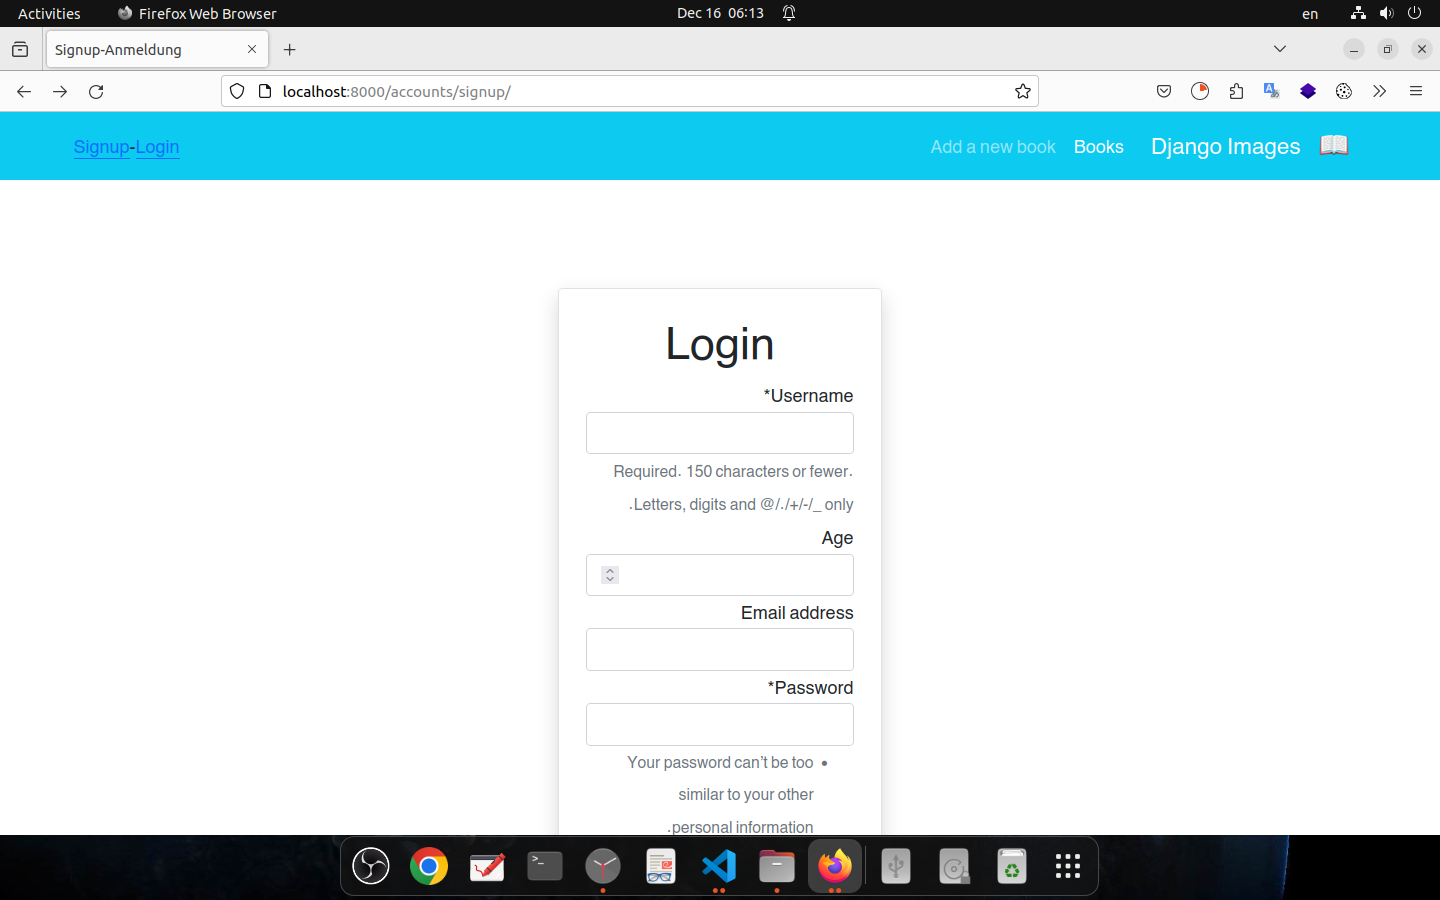 Activities
Firefox Web Browser
Dec 16 06:13
en
Signup-Anmeldung
localhost:8000/accounts/signup/
Signup-Login
Add a new book
Books
Django Images
Login
*Username
Required. 150 characters or fewer.
.Letters, digits and @/./+/-/_ only
Age
Email address
*Password
Your password can’t be too
similar to your other
.personal information